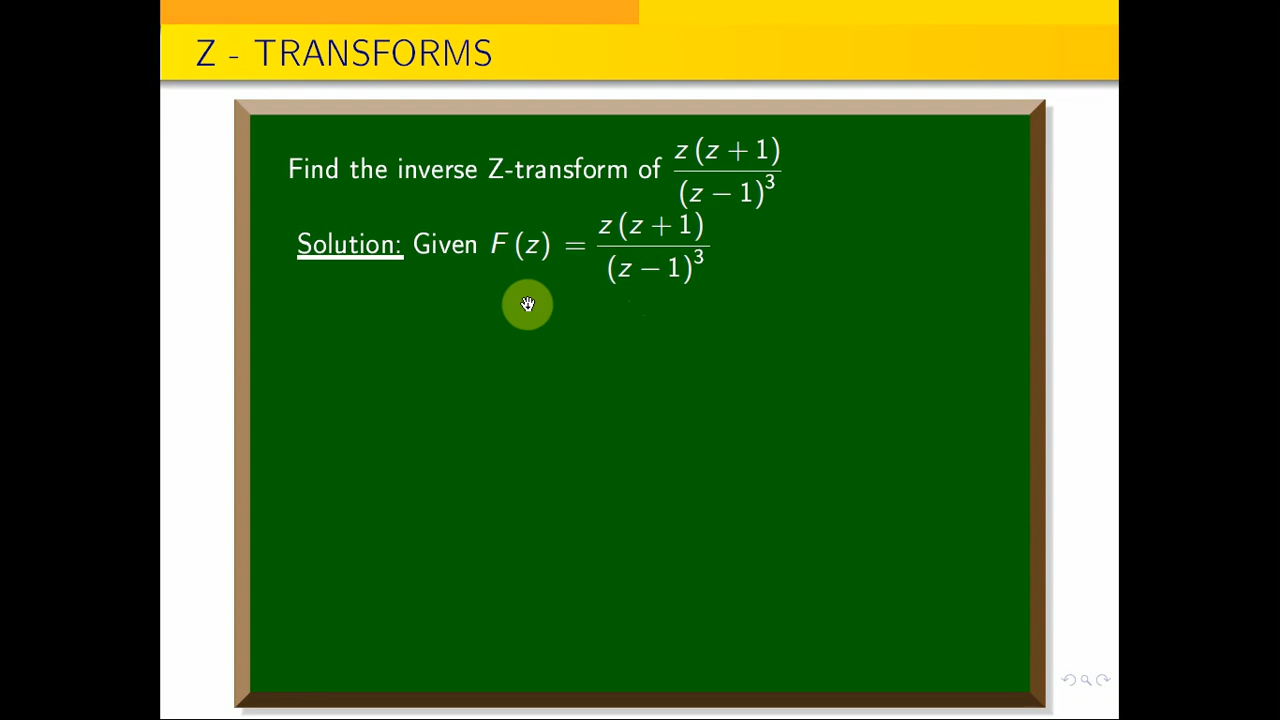 Z - TRANSFORMS
Find the inverse Z-transform of z (z + 1) / (z − 1)³
Solution: Given F (z) = z (z + 1) / (z − 1)³